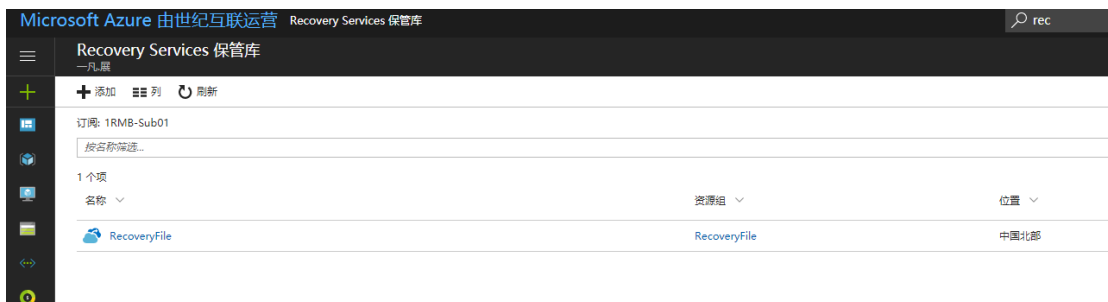 Microsoft Azure 由世纪互联运营 Recovery Services 保管库 rec
Recovery Services 保管库
一凡.展
添加 列 刷新
订阅: 1RMB-Sub01
按名称筛选...
1 个项
名称 资源组 位置
RecoveryFile RecoveryFile 中国北部